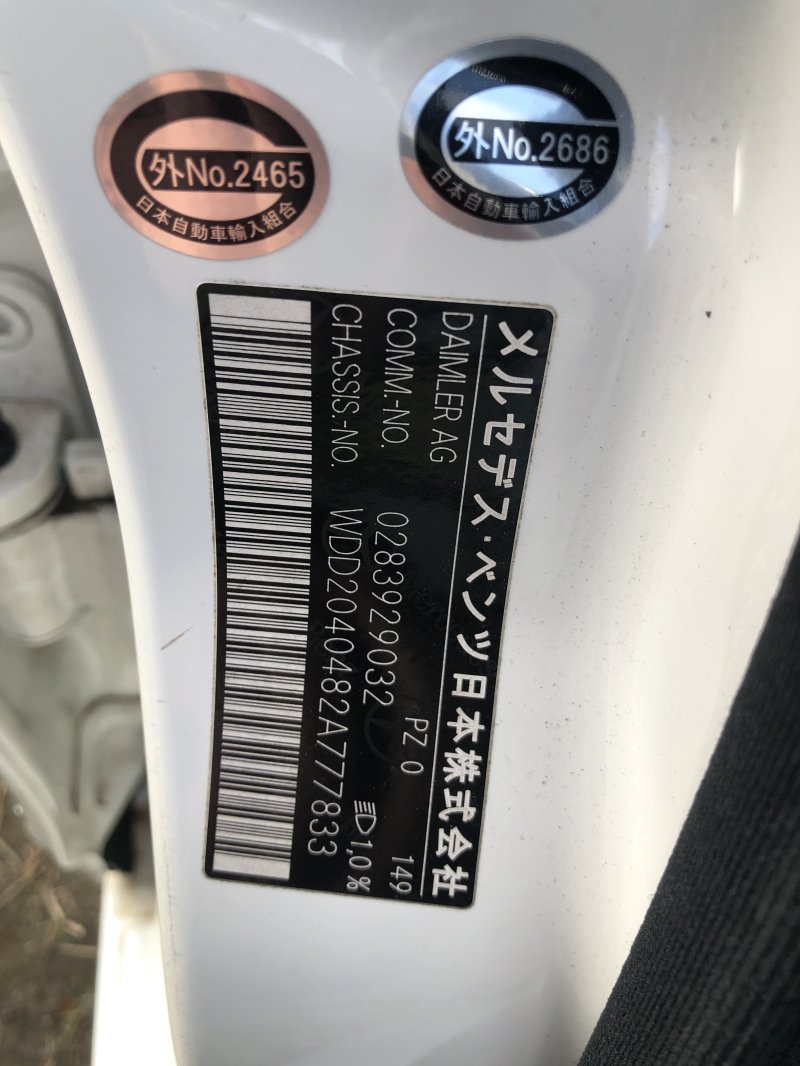 外No.2465
日本自動車輸入組合
外No.2686
日本自動車輸入組合
メルセデス・ベンツ日本株式会社
DAIMLER AG 149
COMM.-NO. 0283929032 PZ 0
CHASSIS.-NO. WDD2040482A777833 1,0 %